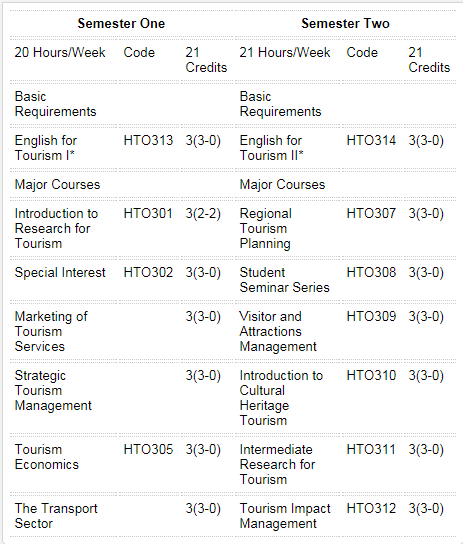 Semester One Semester Two
20 Hours/Week Code 21 21 Hours/Week Code 21
Credits Credits
Basic Basic
Requirements Requirements
English for HTO313 3(3-0) English for HTO314 3(3-0)
Tourism I* Tourism II*
Major Courses Major Courses
Introduction to HTO301 3(2-2) Regional HTO307 3(3-0)
Research for Tourism
Tourism Planning
Special Interest HTO302 3(3-0) Student HTO308 3(3-0)
Seminar Series
Marketing of 3(3-0) Visitor and HTO309 3(3-0)
Tourism Attractions
Services Management
Strategic 3(3-0) Introduction to HTO310 3(3-0)
Tourism Cultural
Management Heritage
Tourism
Tourism HTO305 3(3-0) Intermediate HTO311 3(3-0)
Economics Research for
Tourism
The Transport 3(3-0) Tourism Impact HTO312 3(3-0)
Sector Management